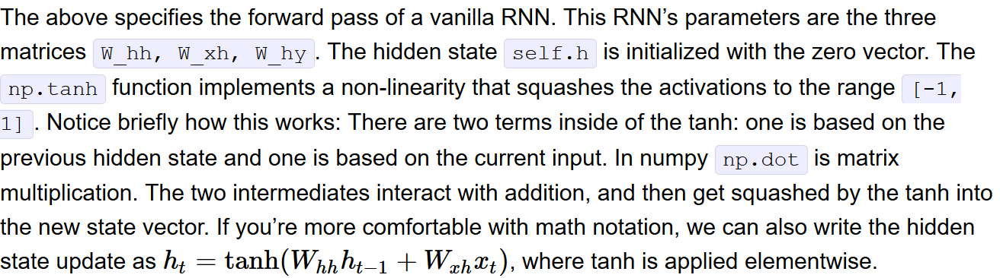 The above specifies the forward pass of a vanilla RNN. This RNN’s parameters are the three
matrices W_hh, W_xh, W_hy . The hidden state self.h is initialized with the zero vector. The
np.tanh function implements a non-linearity that squashes the activations to the range [-1,
1] . Notice briefly how this works: There are two terms inside of the tanh: one is based on the
previous hidden state and one is based on the current input. In numpy np.dot is matrix
multiplication. The two intermediates interact with addition, and then get squashed by the tanh into
the new state vector. If you’re more comfortable with math notation, we can also write the hidden
state update as $h_t = \tanh(W_{hh} h_{t-1} + W_{xh} x_t)$, where tanh is applied elementwise.